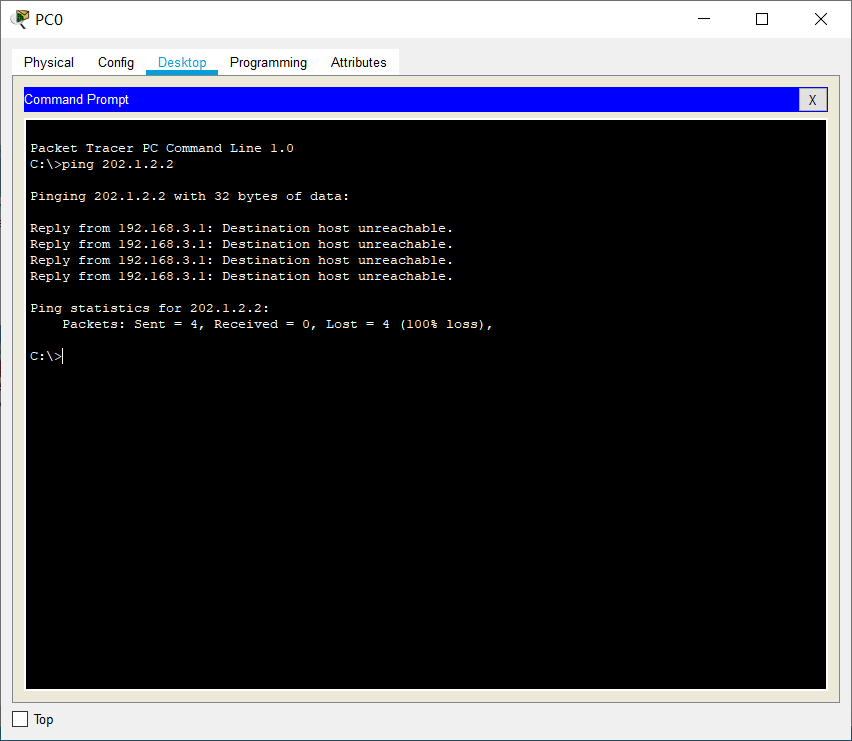 PC0
Physical Config Desktop Programming Attributes
Command Prompt X
Packet Tracer PC Command Line 1.0
C:\>ping 202.1.2.2
Pinging 202.1.2.2 with 32 bytes of data:
Reply from 192.168.3.1: Destination host unreachable.
Reply from 192.168.3.1: Destination host unreachable.
Reply from 192.168.3.1: Destination host unreachable.
Reply from 192.168.3.1: Destination host unreachable.
Ping statistics for 202.1.2.2:
    Packets: Sent = 4, Received = 0, Lost = 4 (100% loss),
C:\>
Top